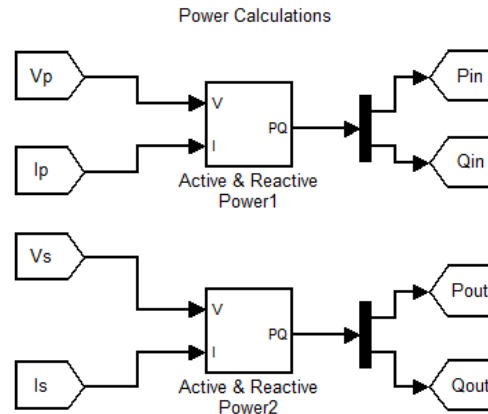 Power Calculations
Vp
Pin
V
PQ
Ip
I
Qin
Active & Reactive
Power1
Vs
V
Pout
PQ
Is
I
Qout
Active & Reactive
Power2